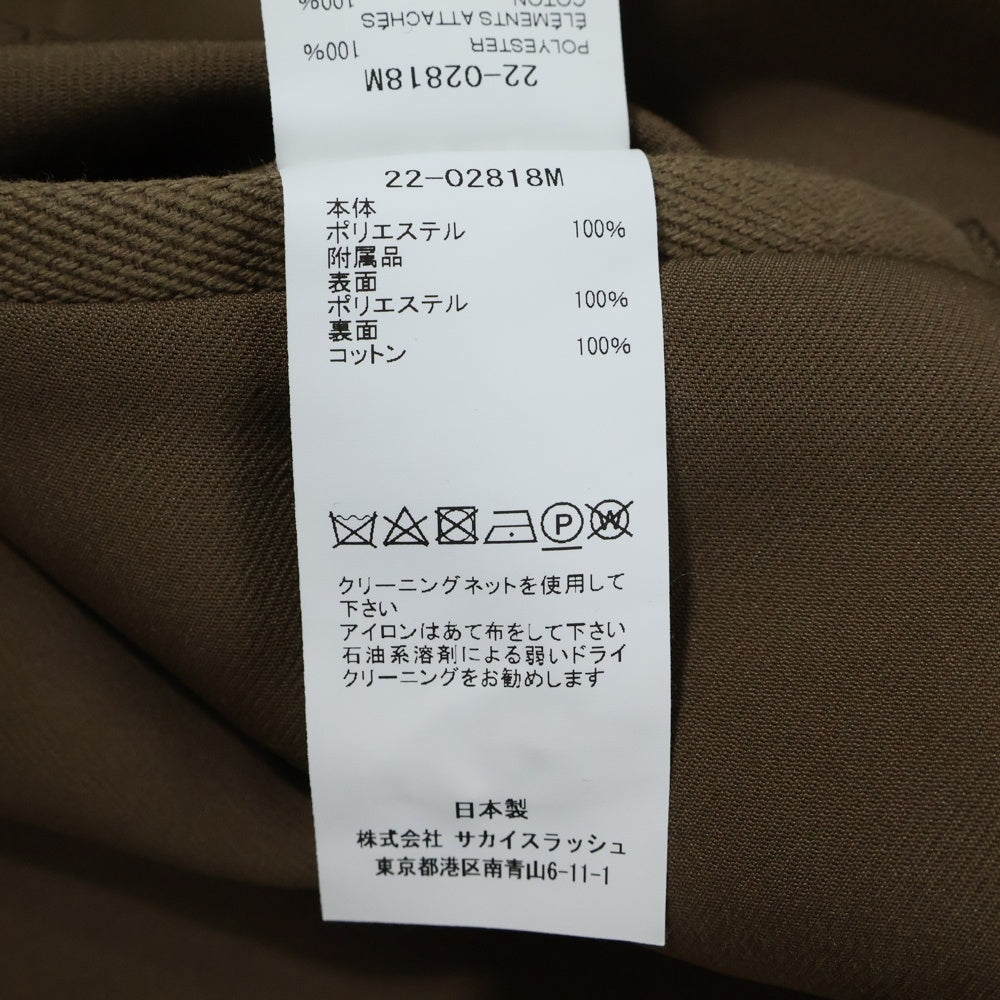 COTON 100%
ÉLÉMENTS ATTACHÉS
POLYESTER 100%
22-02818M
22-02818M
本体
ポリエステル 100%
附属品
表面
ポリエステル 100%
裏面
コットン 100%
P W
クリーニングネットを使用して
下さい
アイロンはあて布をして下さい
石油系溶剤による弱いドライ
クリーニングをお勧めします
日本製
株式会社 サカイスラッシュ
東京都港区南青山6-11-1